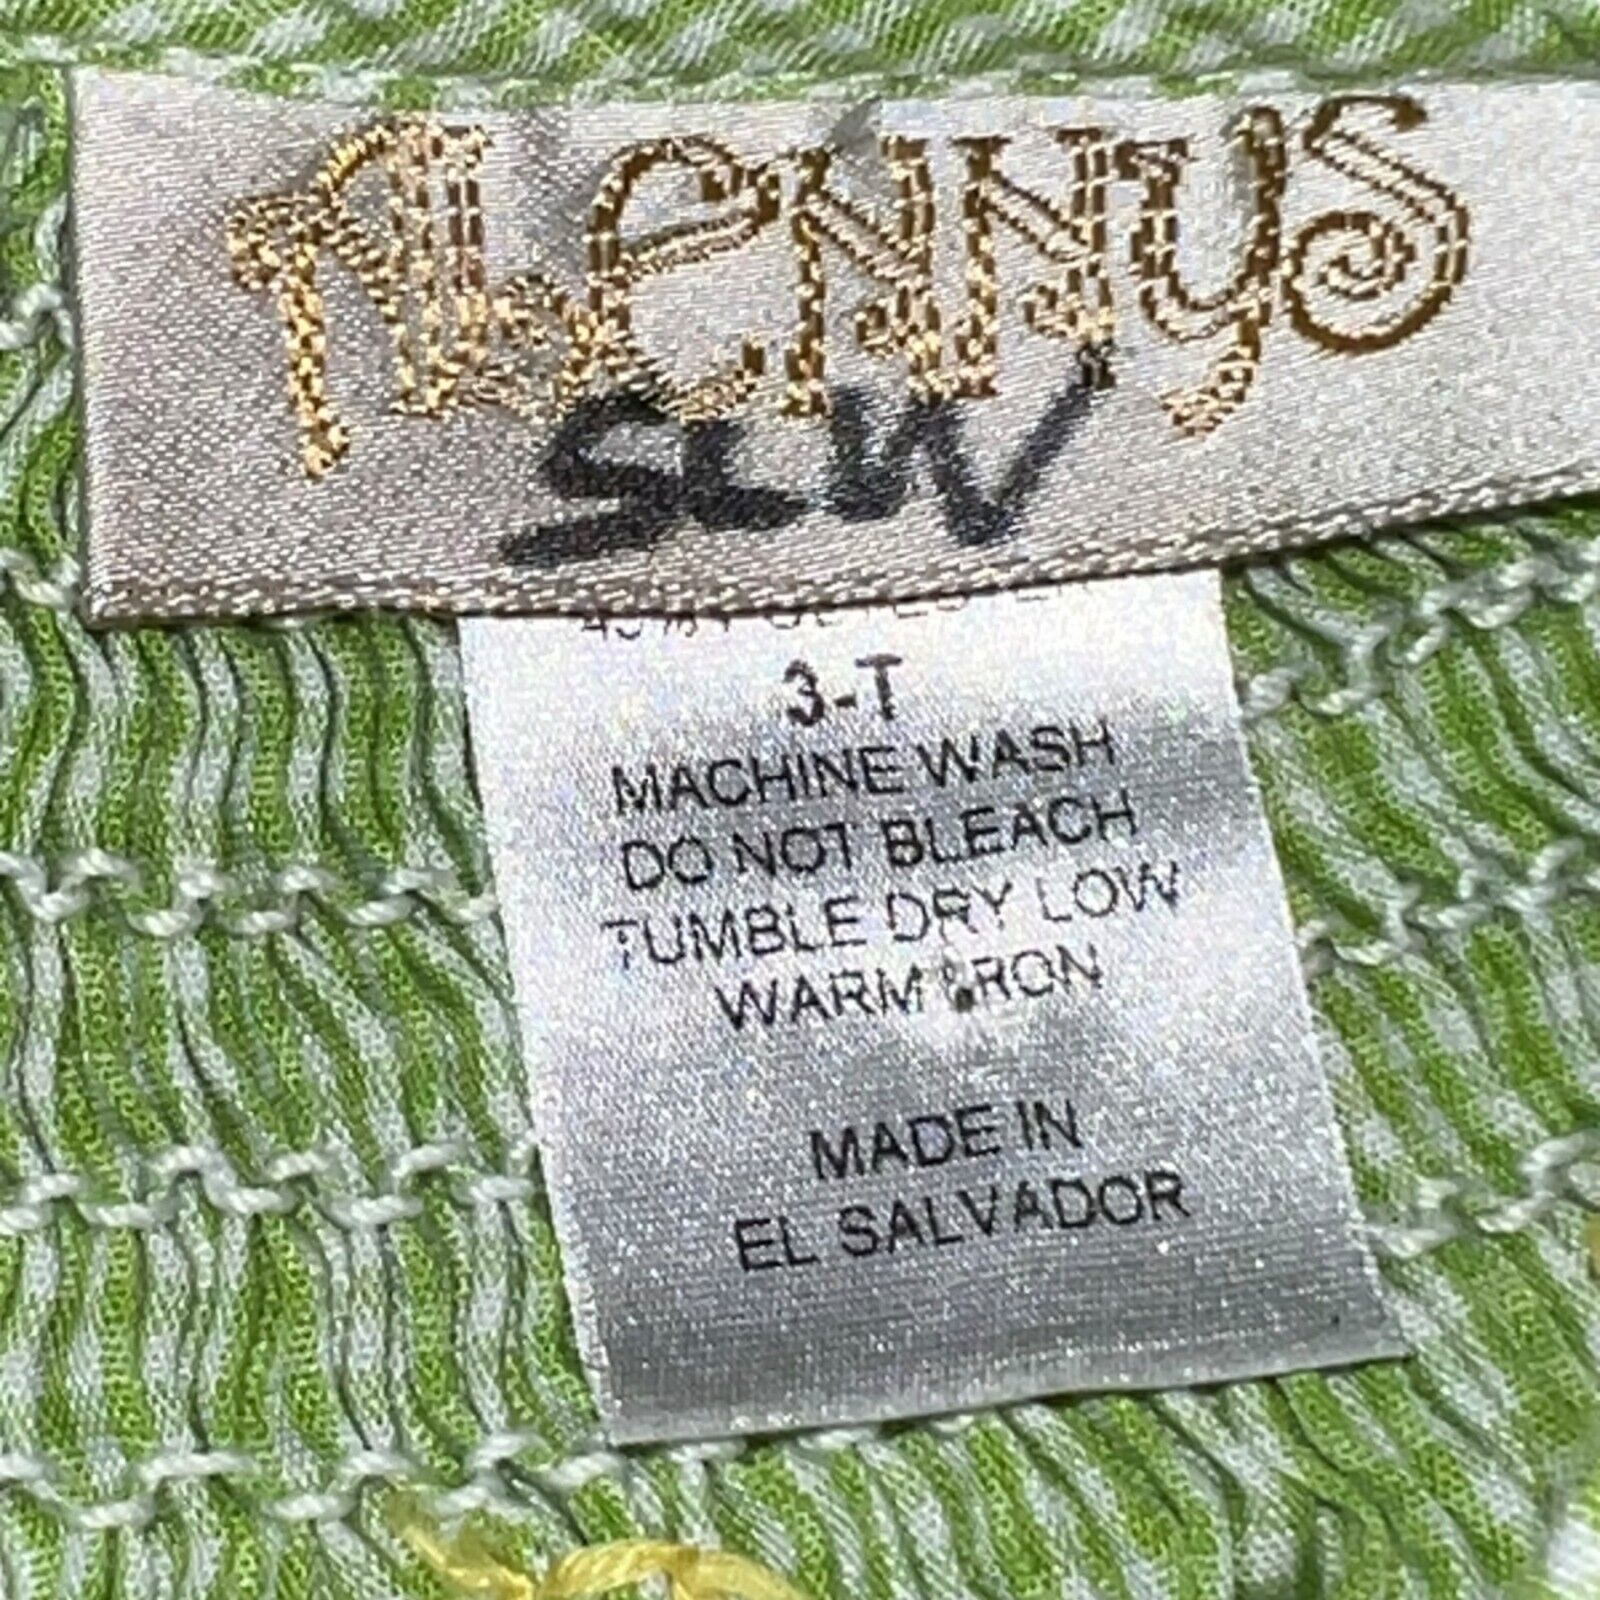 Lennys
SLW
3-T
MACHINE WASH
DO NOT BLEACH
TUMBLE DRY LOW
WARM IRON
MADE IN
EL SALVADOR